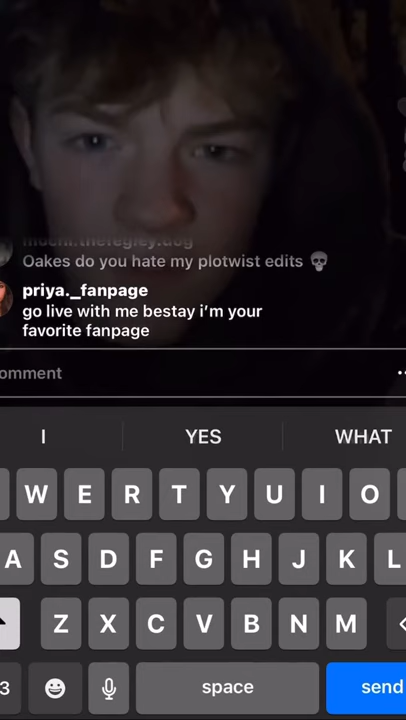 Oakes do you hate my plotwist edits 💀
priya._fanpage
go live with me bestay i’m your
favorite fanpage
omment
I YES WHAT
W E R T Y U I O
A S D F G H J K L
Z X C V B N M
3 space send